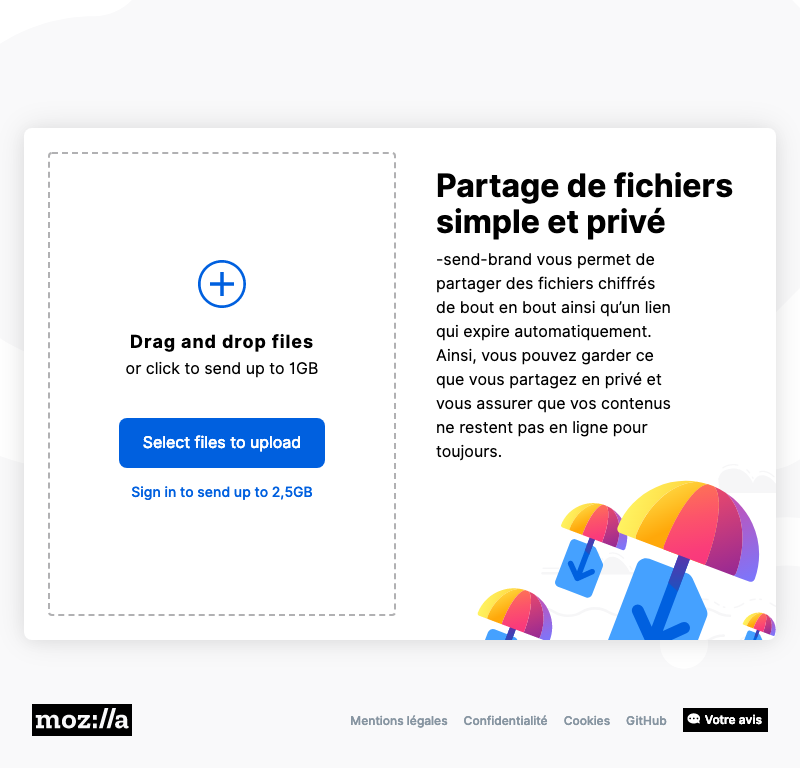 Drag and drop files
or click to send up to 1GB
Select files to upload
Sign in to send up to 2,5GB
Partage de fichiers
simple et privé
-send-brand vous permet de
partager des fichiers chiffrés
de bout en bout ainsi qu’un lien
qui expire automatiquement.
Ainsi, vous pouvez garder ce
que vous partagez en privé et
vous assurer que vos contenus
ne restent pas en ligne pour
toujours.
moz://a
Mentions légales Confidentialité Cookies GitHub Votre avis